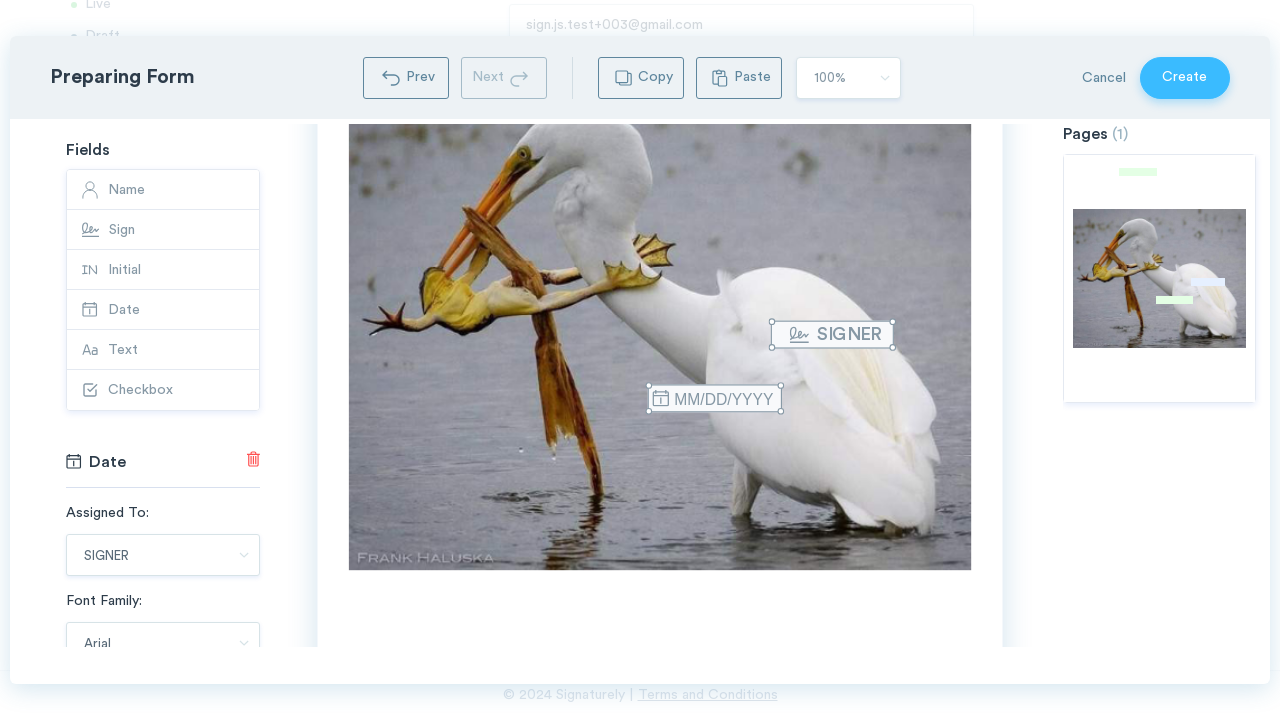 Live
sign.js.test+003@gmail.com
Draft
Preparing Form
Prev
Next
Copy
Paste
100%
Cancel
Create
Fields
Name
Sign
Initial
Date
Text
Checkbox
Date
Assigned To:
SIGNER
Font Family:
Arial
SIGNER
MM/DD/YYYY
FRANK HALUSKA
Pages (1)
© 2024 Signaturely | Terms and Conditions